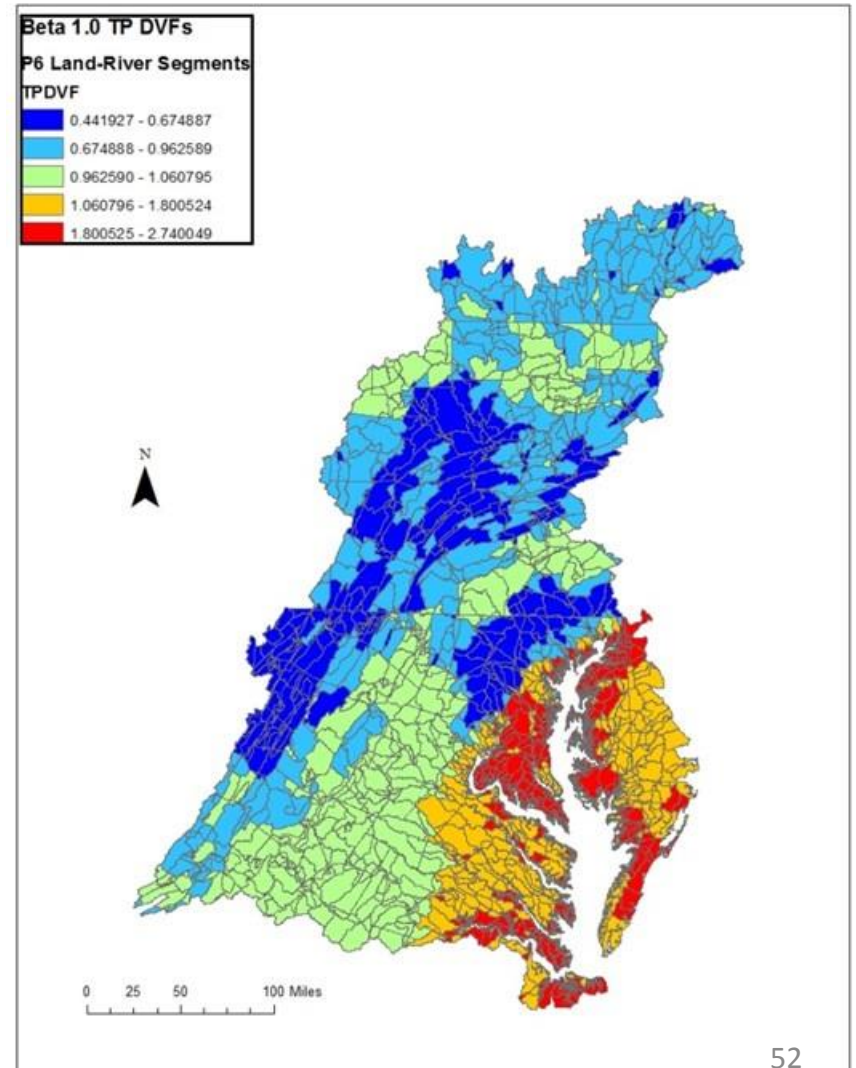 Beta 1.0 TP DVFs
P6 Land-River Segments
TPDVF
0.441927 - 0.674887
0.674888 - 0.962589
0.962590 - 1.060795
1.060796 - 1.800524
1.800525 - 2.740049
N
0 25 50 100 Miles
52